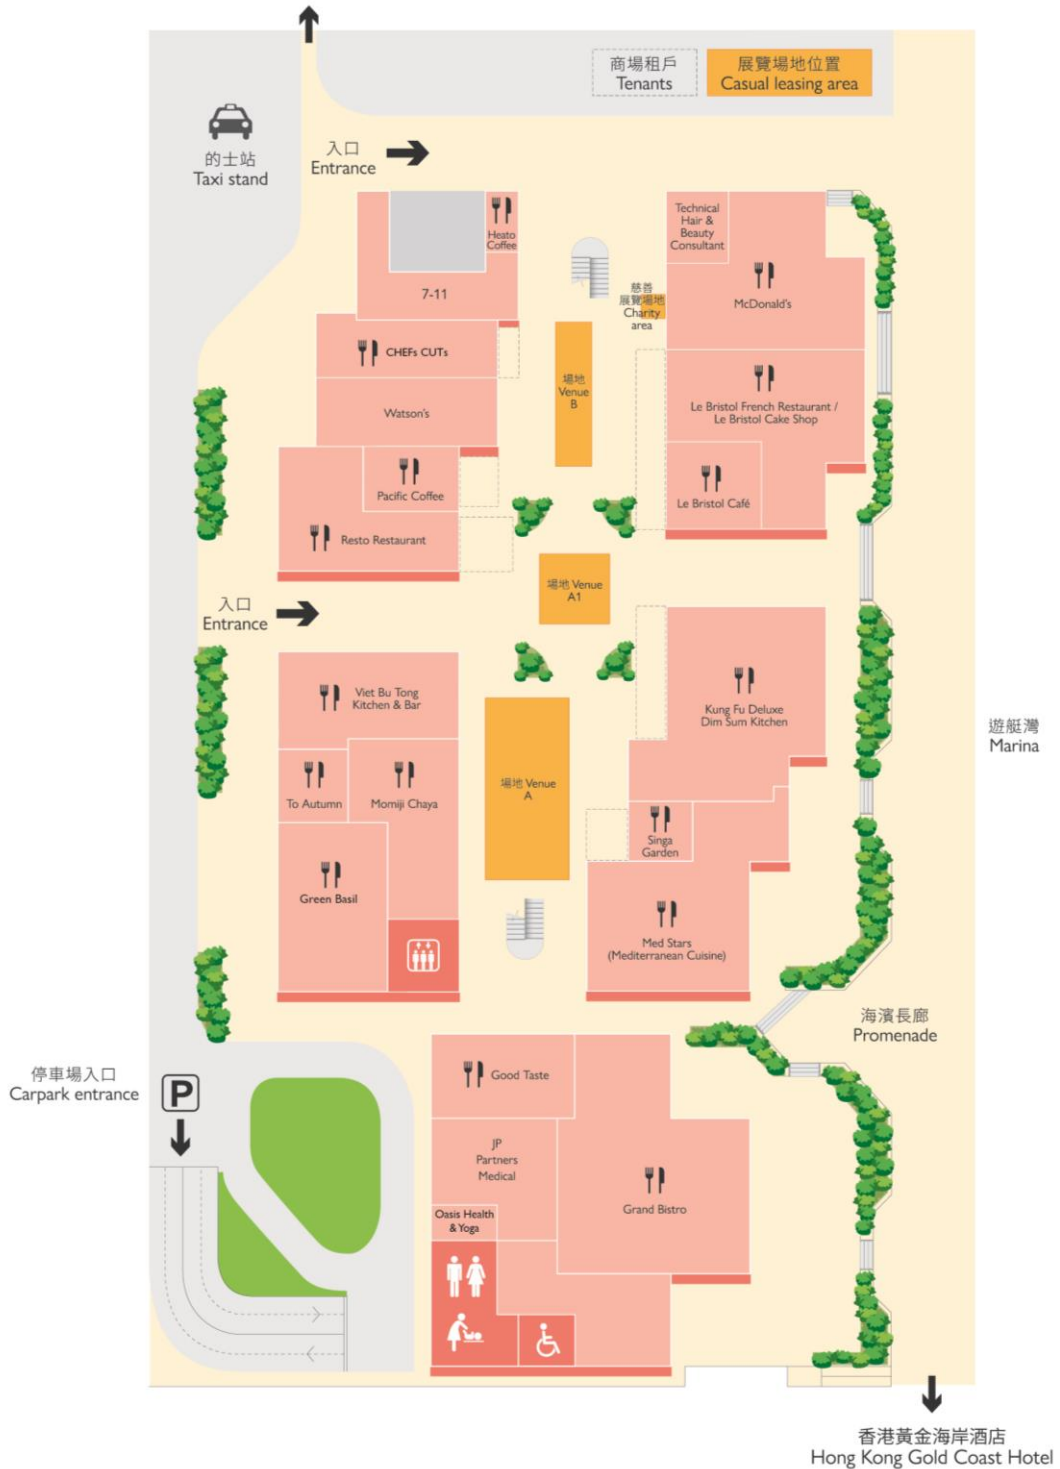 商場租戶
Tenants
展覽場地位置
Casual leasing area
的士站
Taxi stand
入口
Entrance
Heato
Coffee
7-11
Technical
Hair &
Beauty
Consultant
McDonald's
慈善
展覽場地
Charity
area
CHEFs CUTs
場地
Venue
B
Watson's
Le Bristol French Restaurant /
Le Bristol Cake Shop
Pacific Coffee
Le Bristol Café
Resto Restaurant
場地 Venue
A1
入口
Entrance
Viet Bu Tong
Kitchen & Bar
Kung Fu Deluxe
Dim Sum Kitchen
遊艇灣
Marina
To Autumn
Momiji Chaya
場地 Venue
A
Singa
Garden
Green Basil
Med Stars
(Mediterranean Cuisine)
海濱長廊
Promenade
停車場入口
Carpark entrance
P
Good Taste
JP
Partners
Medical
Oasis Health
& Yoga
Grand Bistro
香港黃金海岸酒店
Hong Kong Gold Coast Hotel